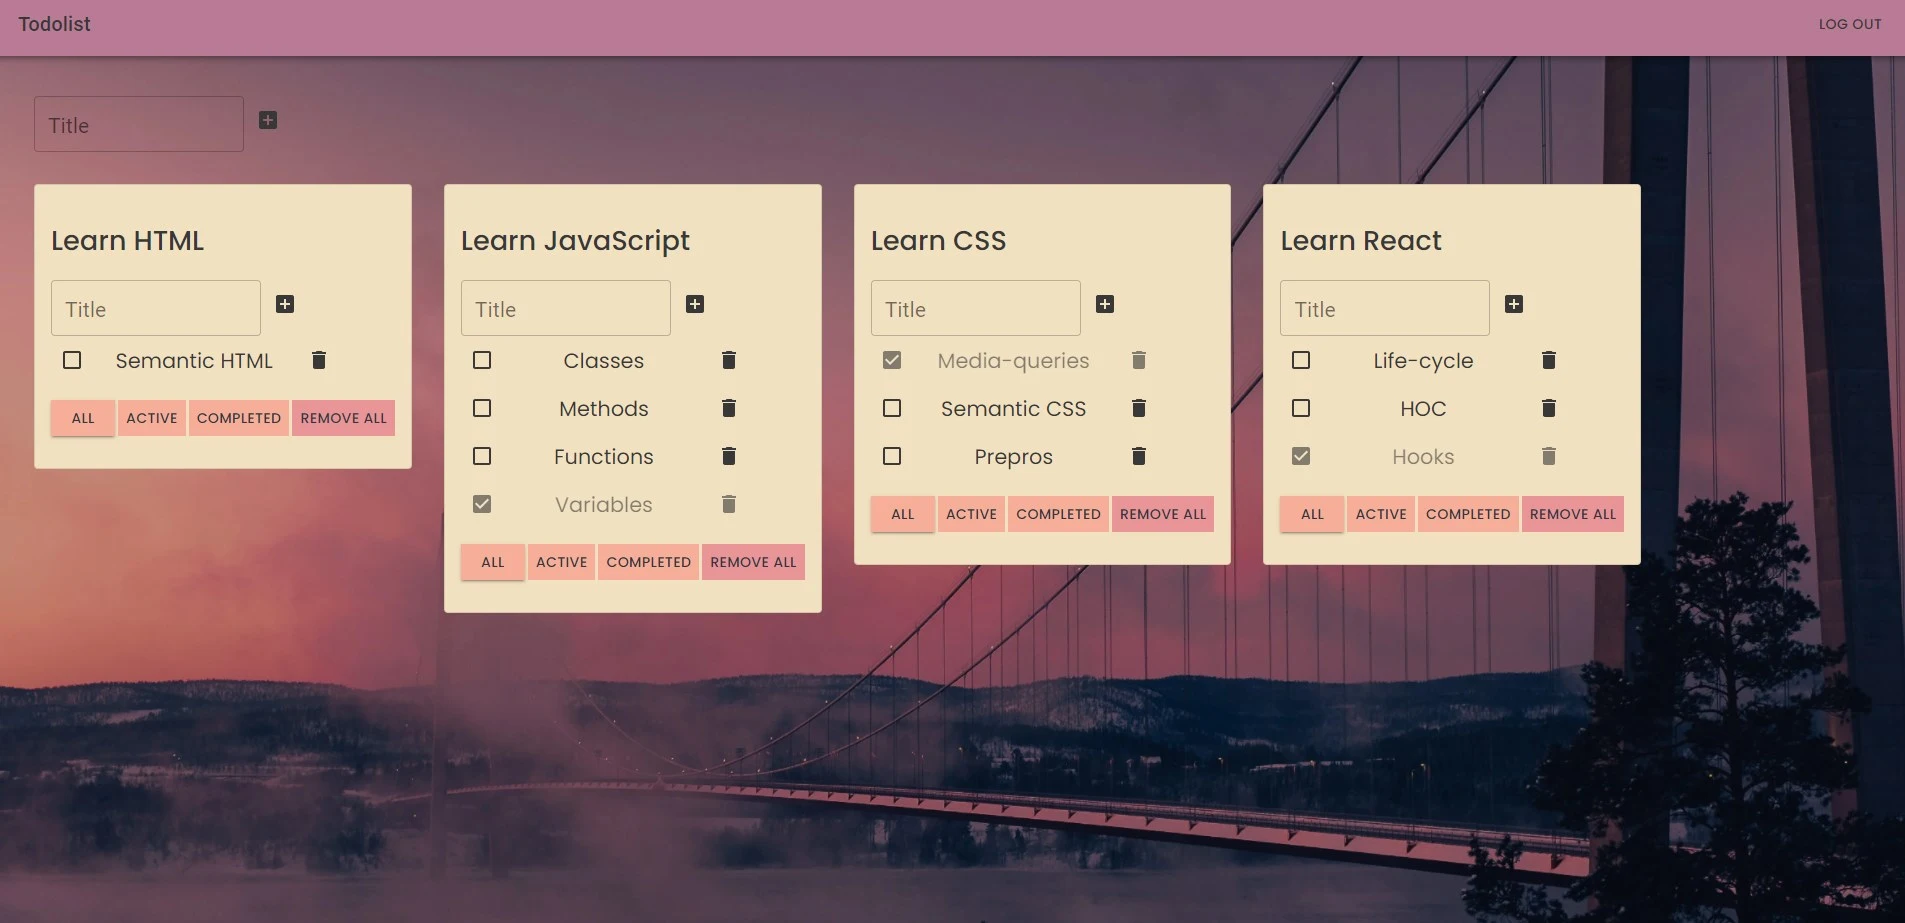 Todolist
LOG OUT
Title
Learn HTML
Title
Semantic HTML
ALL ACTIVE COMPLETED REMOVE ALL
Learn JavaScript
Title
Classes
Methods
Functions
Variables
ALL ACTIVE COMPLETED REMOVE ALL
Learn CSS
Title
Media-queries
Semantic CSS
Prepros
ALL ACTIVE COMPLETED REMOVE ALL
Learn React
Title
Life-cycle
HOC
Hooks
ALL ACTIVE COMPLETED REMOVE ALL